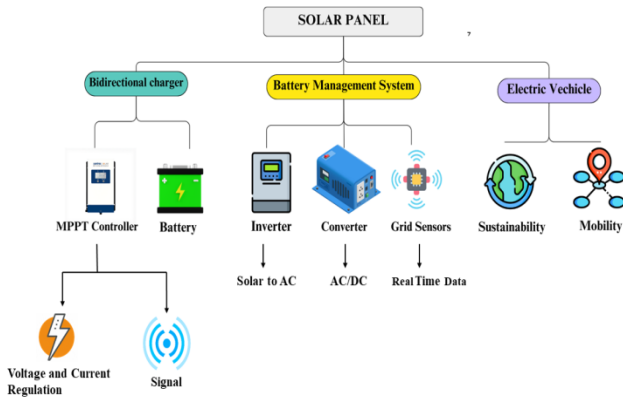 SOLAR PANEL
?
Bidirectional charger
Battery Management System
Electric Vechicle
MPPT Controller
Battery
Inverter
Converter
Grid Sensors
Sustainability
Mobility
Solar to AC
AC/DC
Real Time Data
Voltage and Current
Regulation
Signal